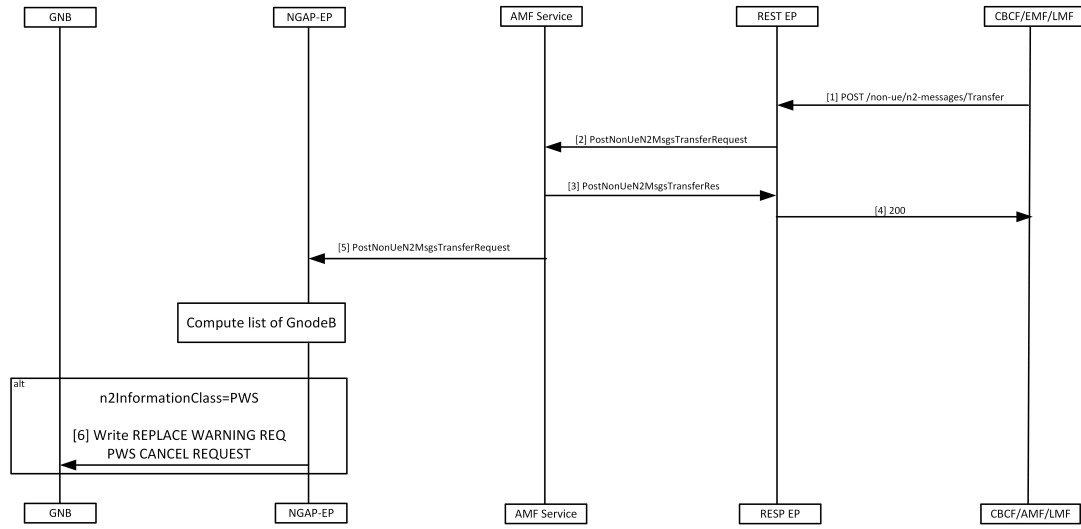 GNB
NGAP-EP
AMF Service
REST EP
CBCF/EMF/LMF
[1] POST /non-ue/n2-messages/Transfer
[2] PostNonUeN2MsgsTransferRequest
[3] PostNonUeN2MsgsTransferRes
[4] 200
[5] PostNonUeN2MsgsTransferRequest
Compute list of GnodeB
alt
n2InformationClass=PWS
[6] Write REPLACE WARNING REQ
PWS CANCEL REQUEST
GNB
NGAP-EP
AMF Service
RESP EP
CBCF/AMF/LMF